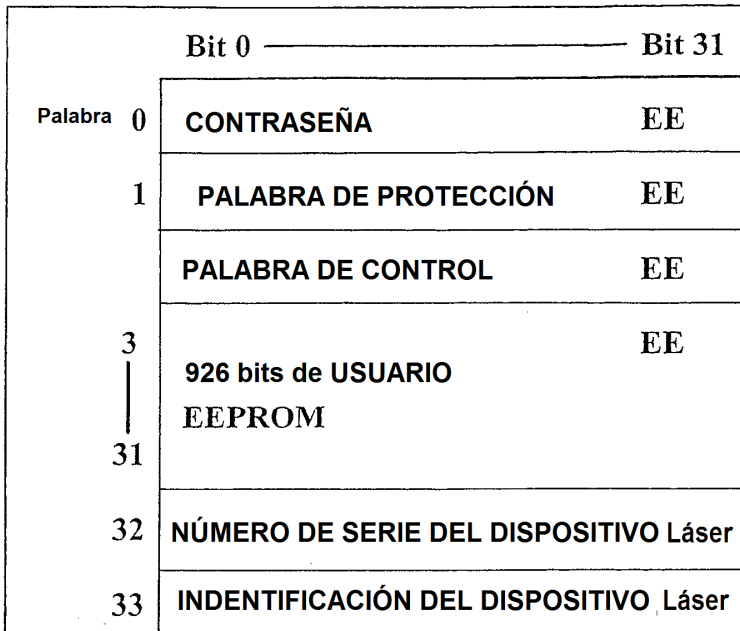 Bit 0 Bit 31
Palabra 0 CONTRASEÑA EE
1 PALABRA DE PROTECCIÓN EE
PALABRA DE CONTROL EE
3 EE
926 bits de USUARIO
EEPROM
31
32 NÚMERO DE SERIE DEL DISPOSITIVO Láser
33 INDENTIFICACIÓN DEL DISPOSITIVO Láser